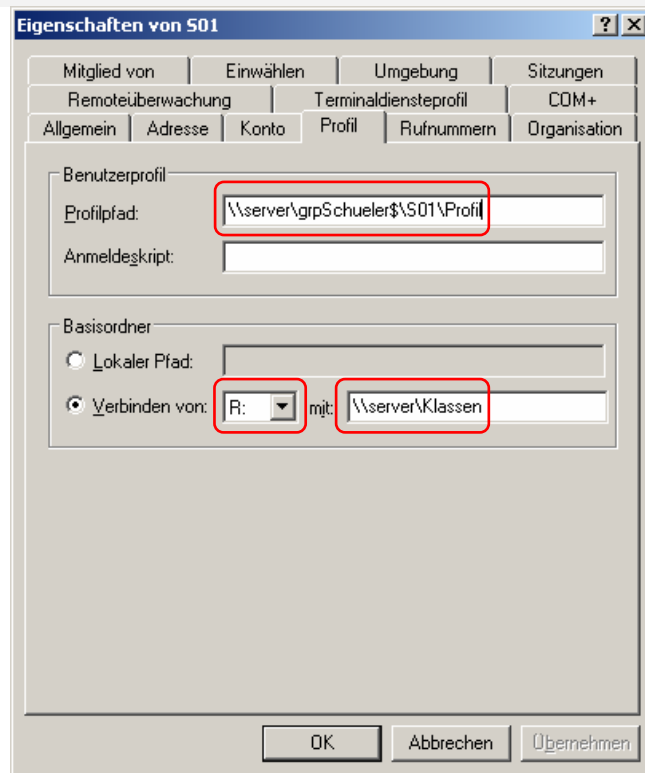 Eigenschaften von S01
Mitglied von Einwählen Umgebung Sitzungen
Remoteüberwachung Terminaldiensteprofil COM+
Allgemein Adresse Konto Profil Rufnummern Organisation
Benutzerprofil
Profilpfad: \\server\grpSchueler$\S01\Profil
Anmeldeskript:
Basisordner
Lokaler Pfad:
Verbinden von: R: mit: \\server\Klassen
OK Abbrechen Übernehmen